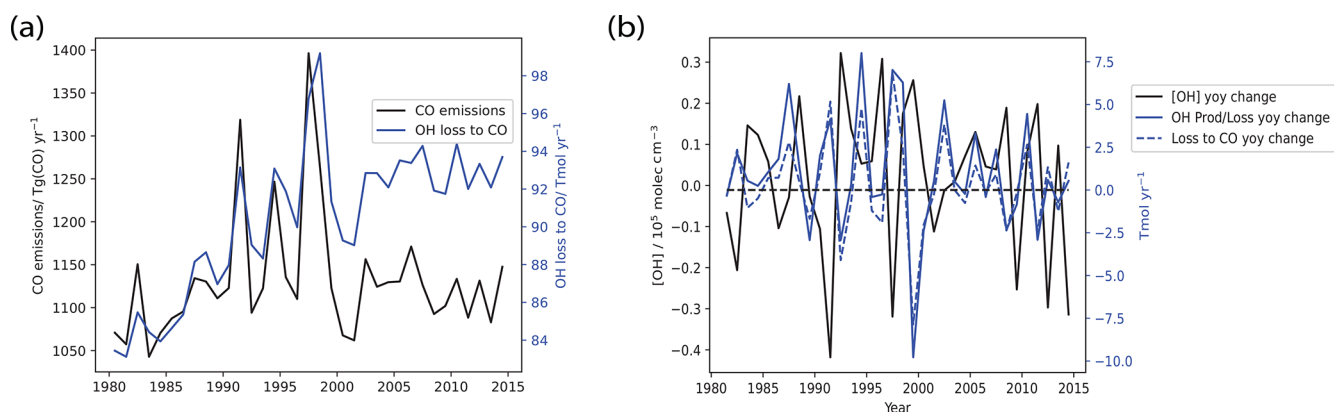 (a)
CO emissions/ Tg(CO) yr⁻¹
1400
1350
1300
1250
1200
1150
1100
1050
1980 1985 1990 1995 2000 2005 2010 2015
CO emissions
OH loss to CO
98
96
94
92
90
88
86
84
OH loss to CO/ Tmol yr⁻¹
(b)
[OH] / 10⁵ molec cm⁻³
0.3
0.2
0.1
0.0
−0.1
−0.2
−0.3
−0.4
1980 1985 1990 1995 2000 2005 2010 2015
Year
7.5
5.0
2.5
0.0
−2.5
−5.0
−7.5
−10.0
Tmol yr⁻¹
[OH] yoy change
OH Prod/Loss yoy change
Loss to CO yoy change